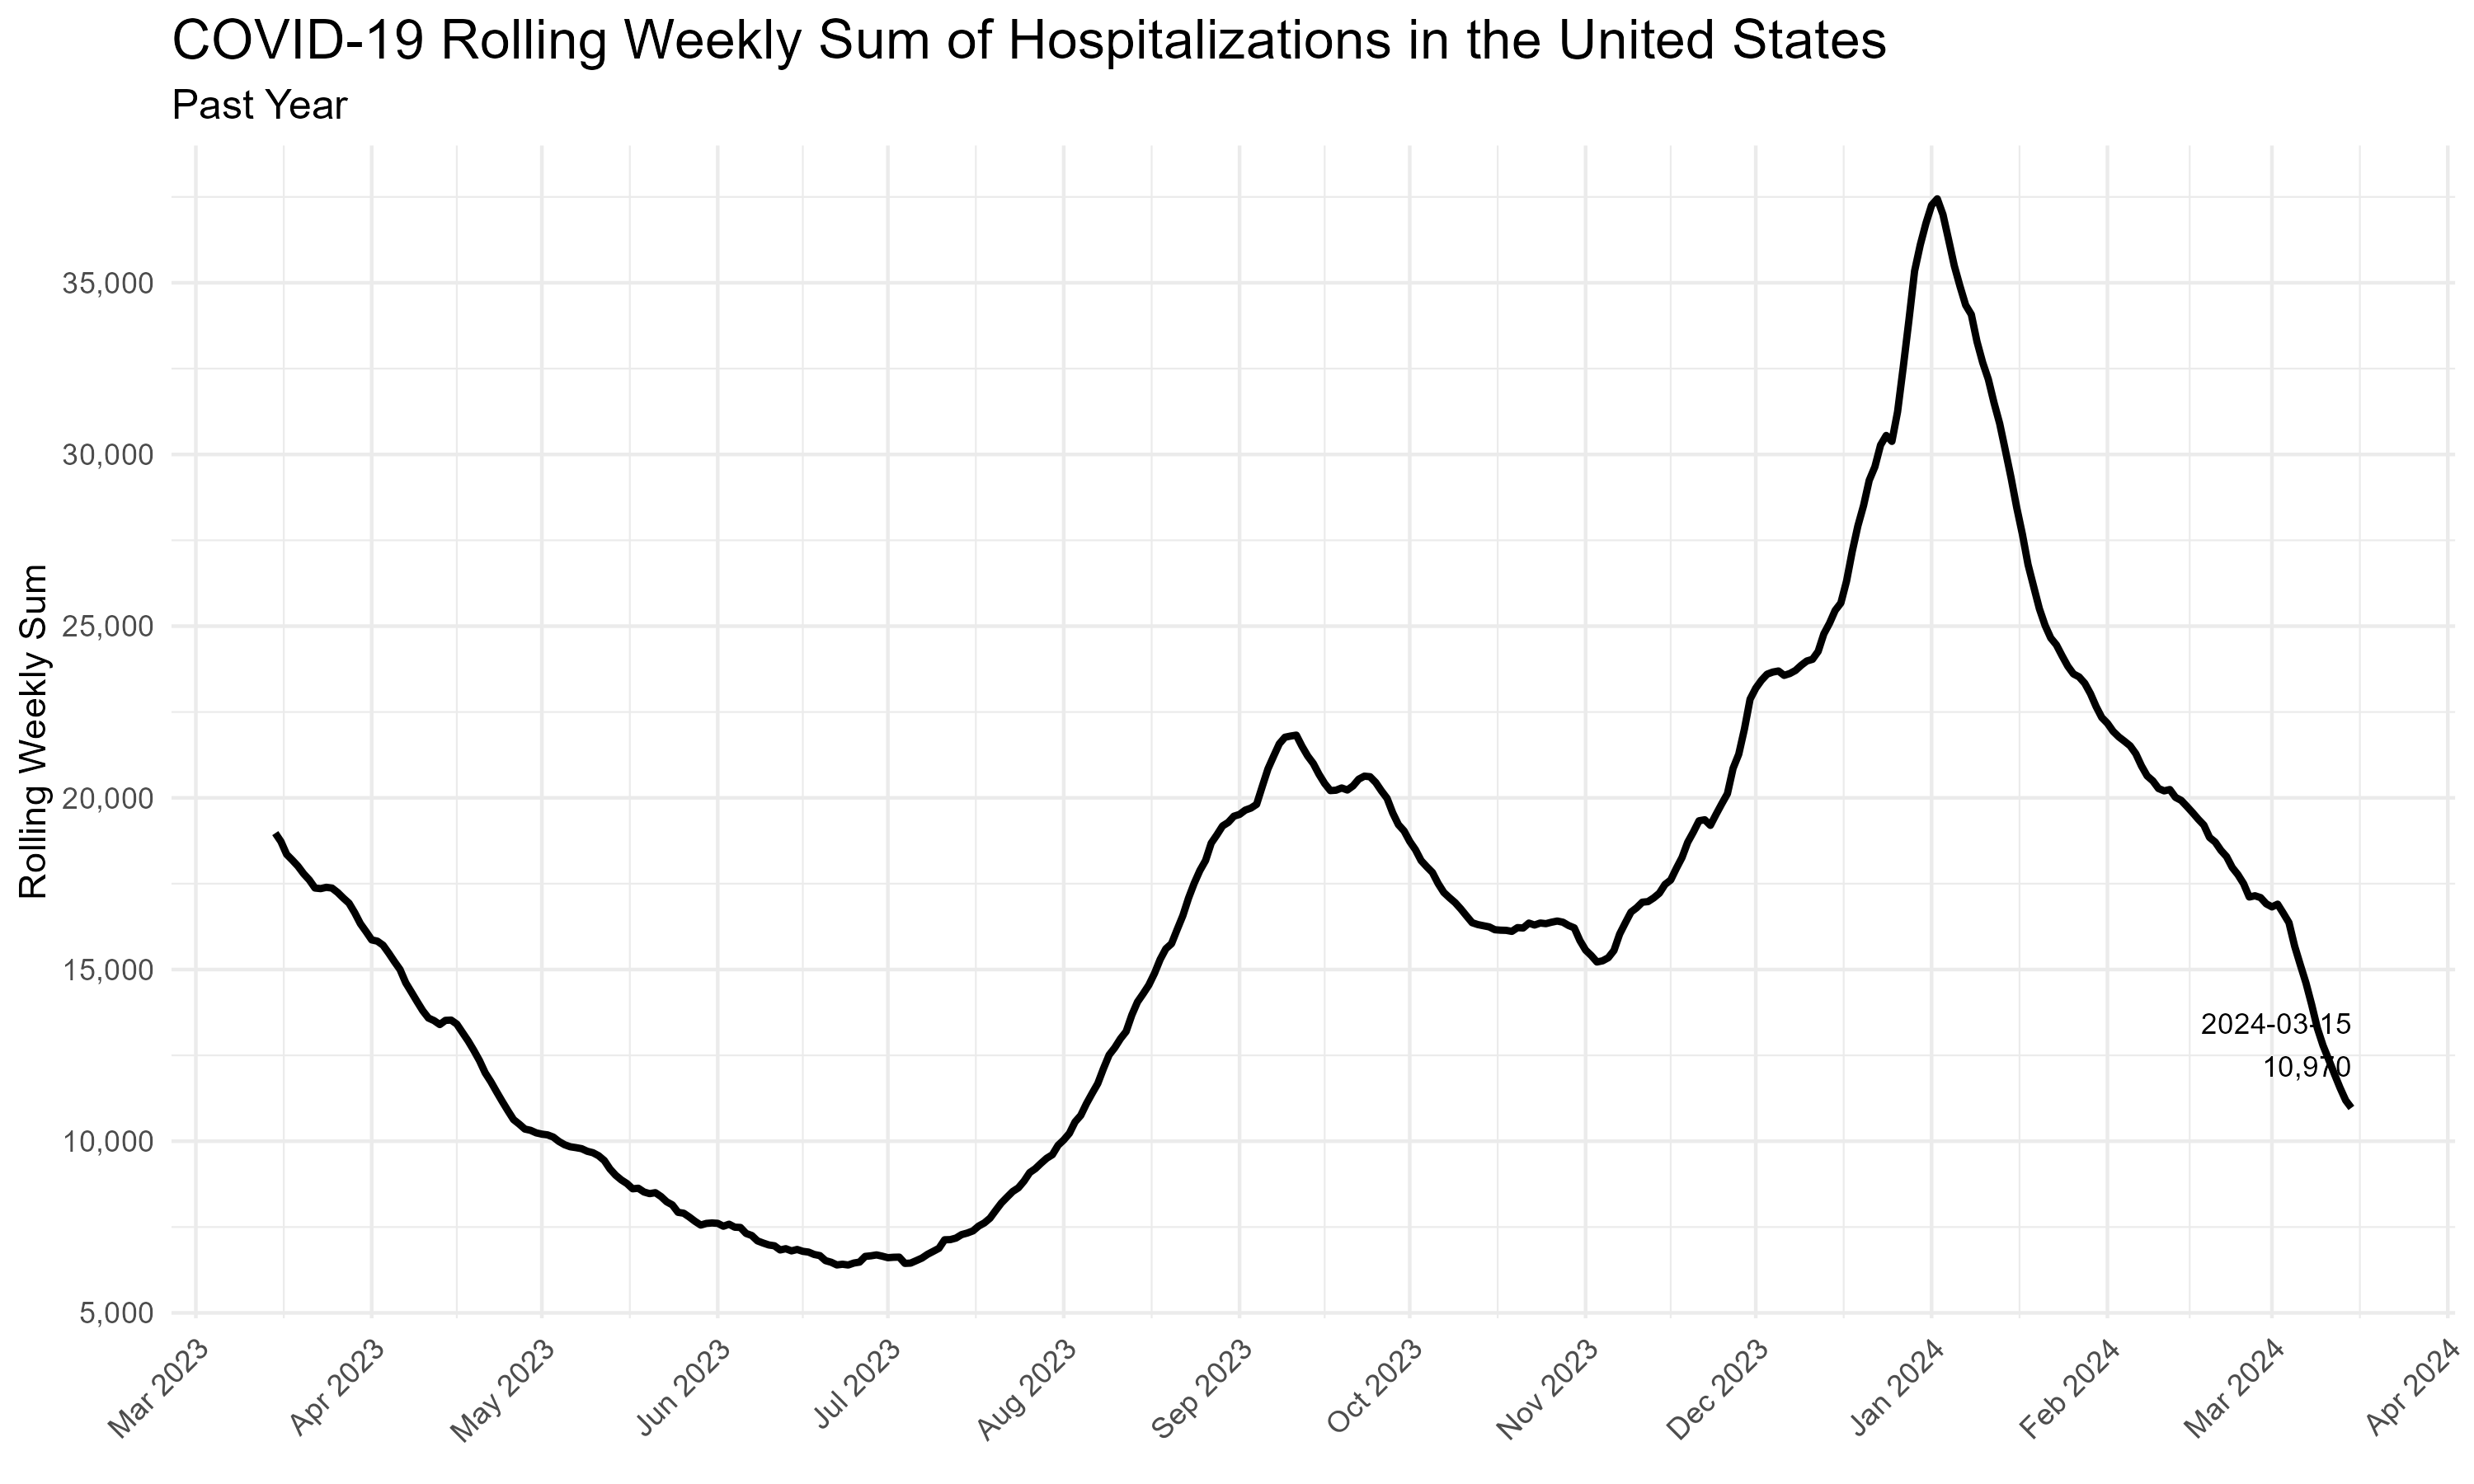 COVID-19 Rolling Weekly Sum of Hospitalizations in the United States
Past Year
Rolling Weekly Sum
35,000
30,000
25,000
20,000
15,000
10,000
5,000
2024-03-15
10,970
Mar 2023
Apr 2023
May 2023
Jun 2023
Jul 2023
Aug 2023
Sep 2023
Oct 2023
Nov 2023
Dec 2023
Jan 2024
Feb 2024
Mar 2024
Apr 2024